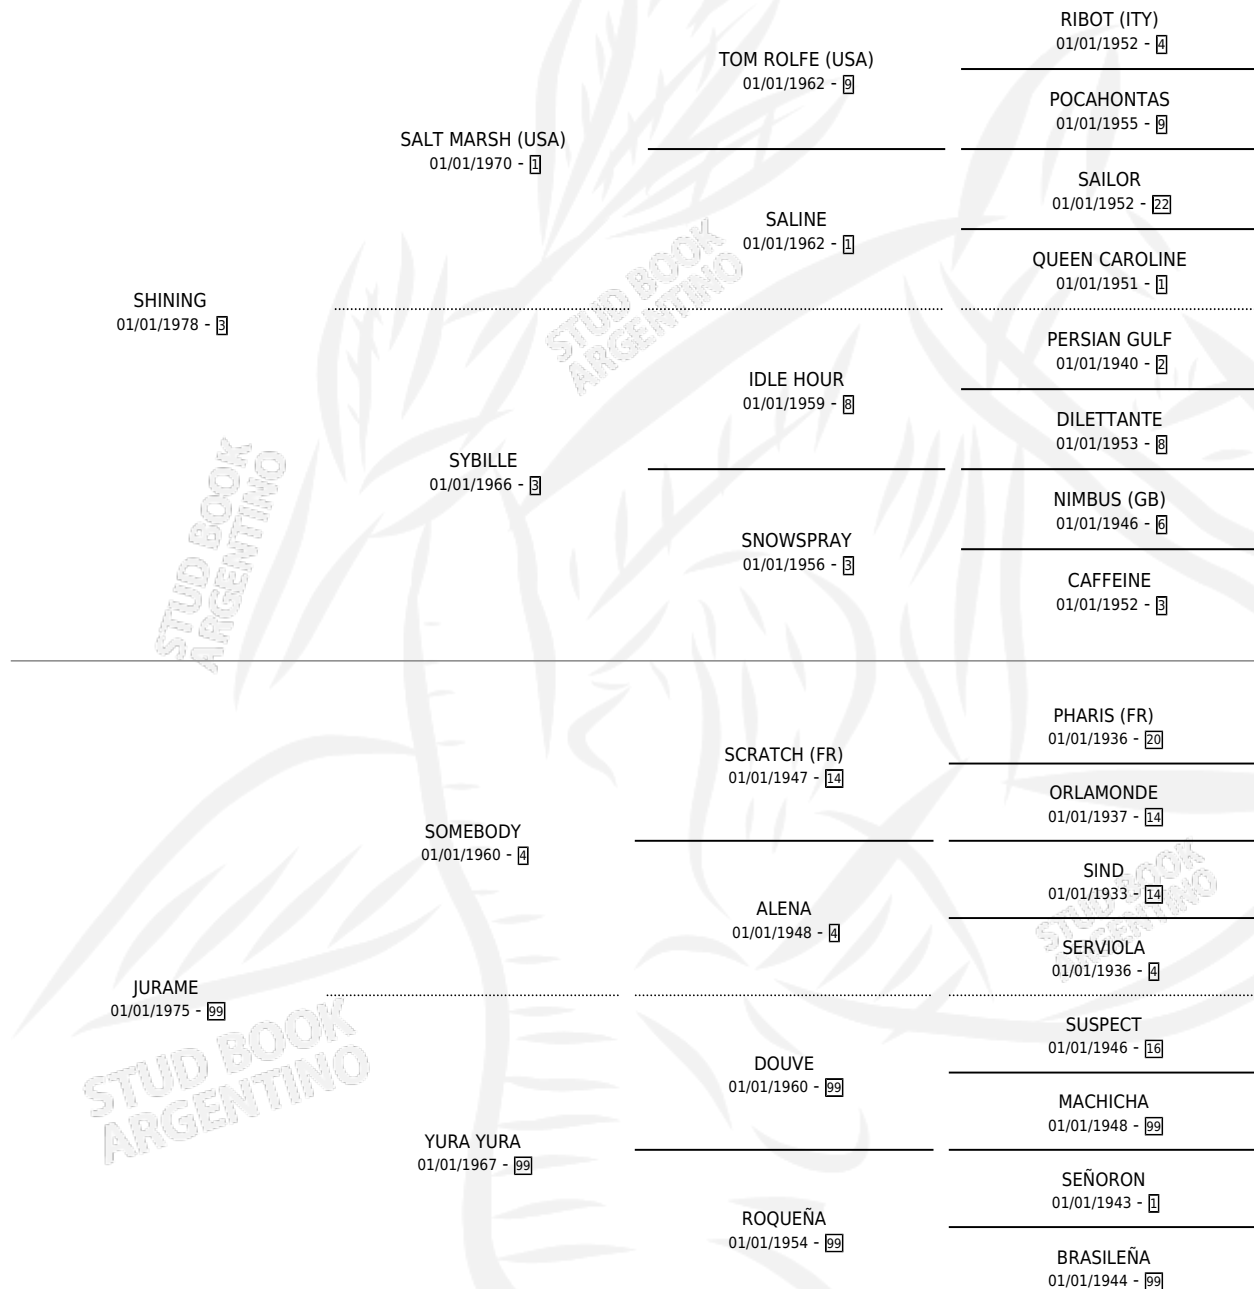 RIBOT (ITY)
01/01/1952 - 4
TOM ROLFE (USA)
01/01/1962 - 9
POCAHONTAS
01/01/1955 - 9
SALT MARSH (USA)
01/01/1970 - 1
SAILOR
01/01/1952 - 22
SALINE
01/01/1962 - 1
QUEEN CAROLINE
01/01/1951 - 1
SHINING
01/01/1978 - 3
STUD BOOK
ARGENTINO
PERSIAN GULF
01/01/1940 - 2
IDLE HOUR
01/01/1959 - 8
DILETTANTE
01/01/1953 - 8
SYBILLE
01/01/1966 - 3
NIMBUS (GB)
01/01/1946 - 6
SNOWSPRAY
01/01/1956 - 3
CAFFEINE
01/01/1952 - 3
STUD BOOK
ARGENTINO
PHARIS (FR)
01/01/1936 - 20
SCRATCH (FR)
01/01/1947 - 14
ORLAMONDE
01/01/1937 - 14
SOMEBODY
01/01/1960 - 4
SIND
01/01/1933 - 14
ALENA
01/01/1948 - 4
SERVIOLA
01/01/1936 - 4
STUD BOOK
ARGENTINO
JURAME
01/01/1975 - 99
SUSPECT
01/01/1946 - 16
DOUVE
01/01/1960 - 99
MACHICHA
01/01/1948 - 99
STUD BOOK
ARGENTINO
YURA YURA
01/01/1967 - 99
SEÑORON
01/01/1943 - 1
ROQUEÑA
01/01/1954 - 99
BRASILEÑA
01/01/1944 - 99